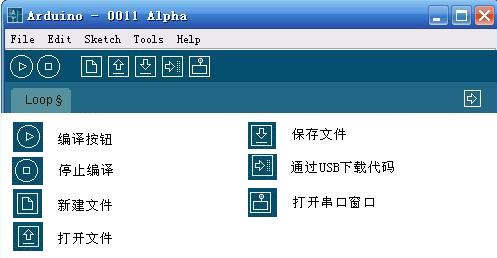 Arduino - 0011 Alpha
File Edit Sketch Tools Help
Loop §
编译按钮
停止编译
新建文件
打开文件
保存文件
通过USB下载代码
打开串口窗口